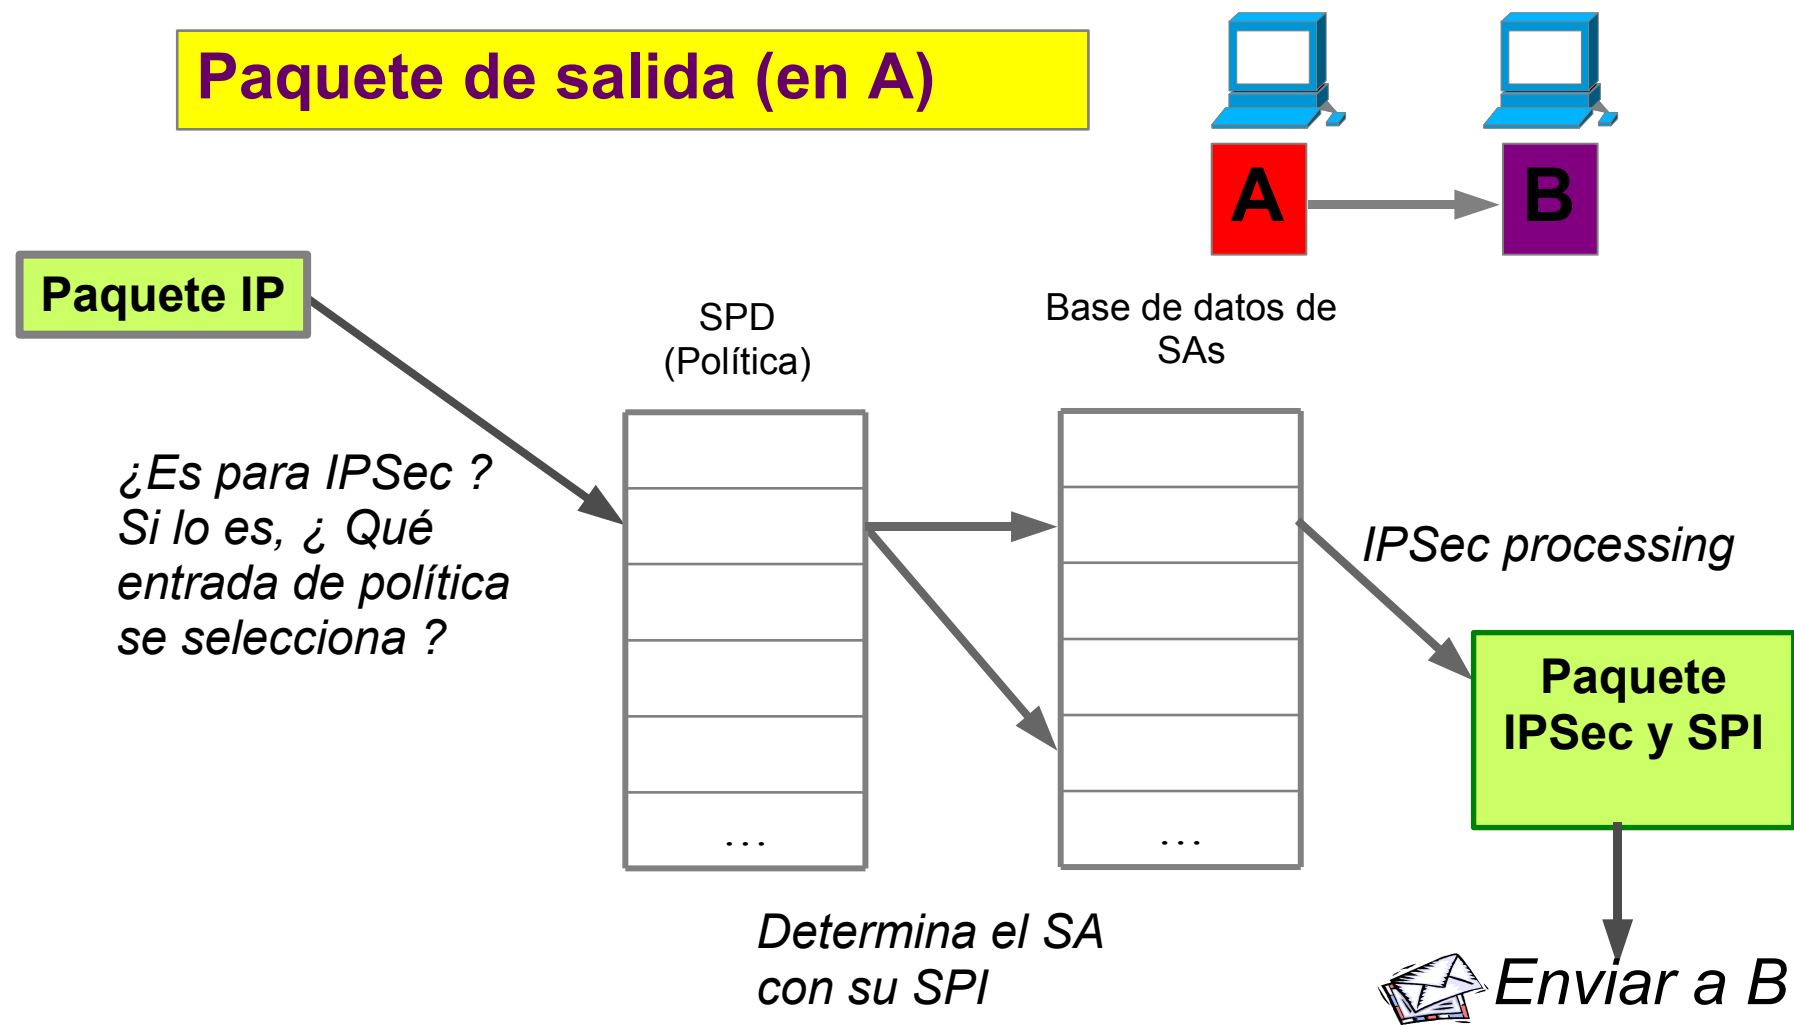 Paquete de salida (en A)
A
B
Paquete IP
SPD
(Política)
Base de datos de
SAs
¿Es para IPSec ?
Si lo es, ¿ Qué
entrada de política
se selecciona ?
IPSec processing
Paquete
IPSec y SPI
...
...
Determina el SA
con su SPI
Enviar a B